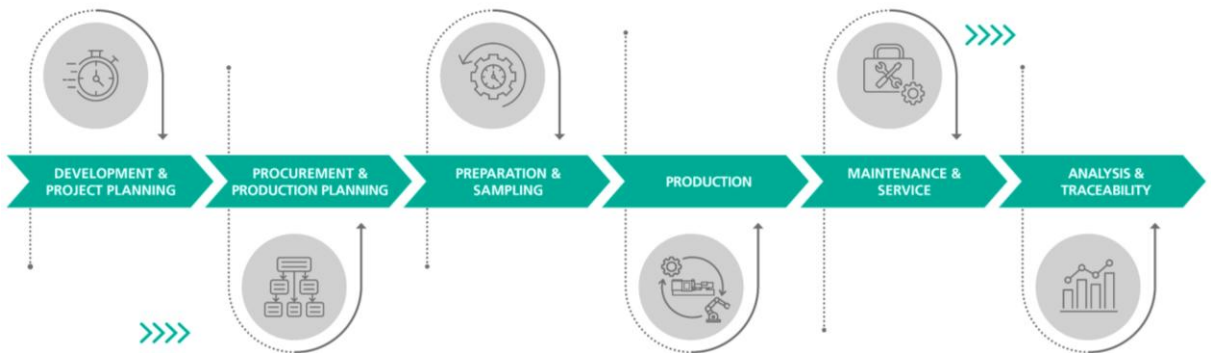 DEVELOPMENT &
PROJECT PLANNING
PROCUREMENT &
PRODUCTION PLANNING
PREPARATION &
SAMPLING
PRODUCTION
MAINTENANCE &
SERVICE
ANALYSIS &
TRACEABILITY